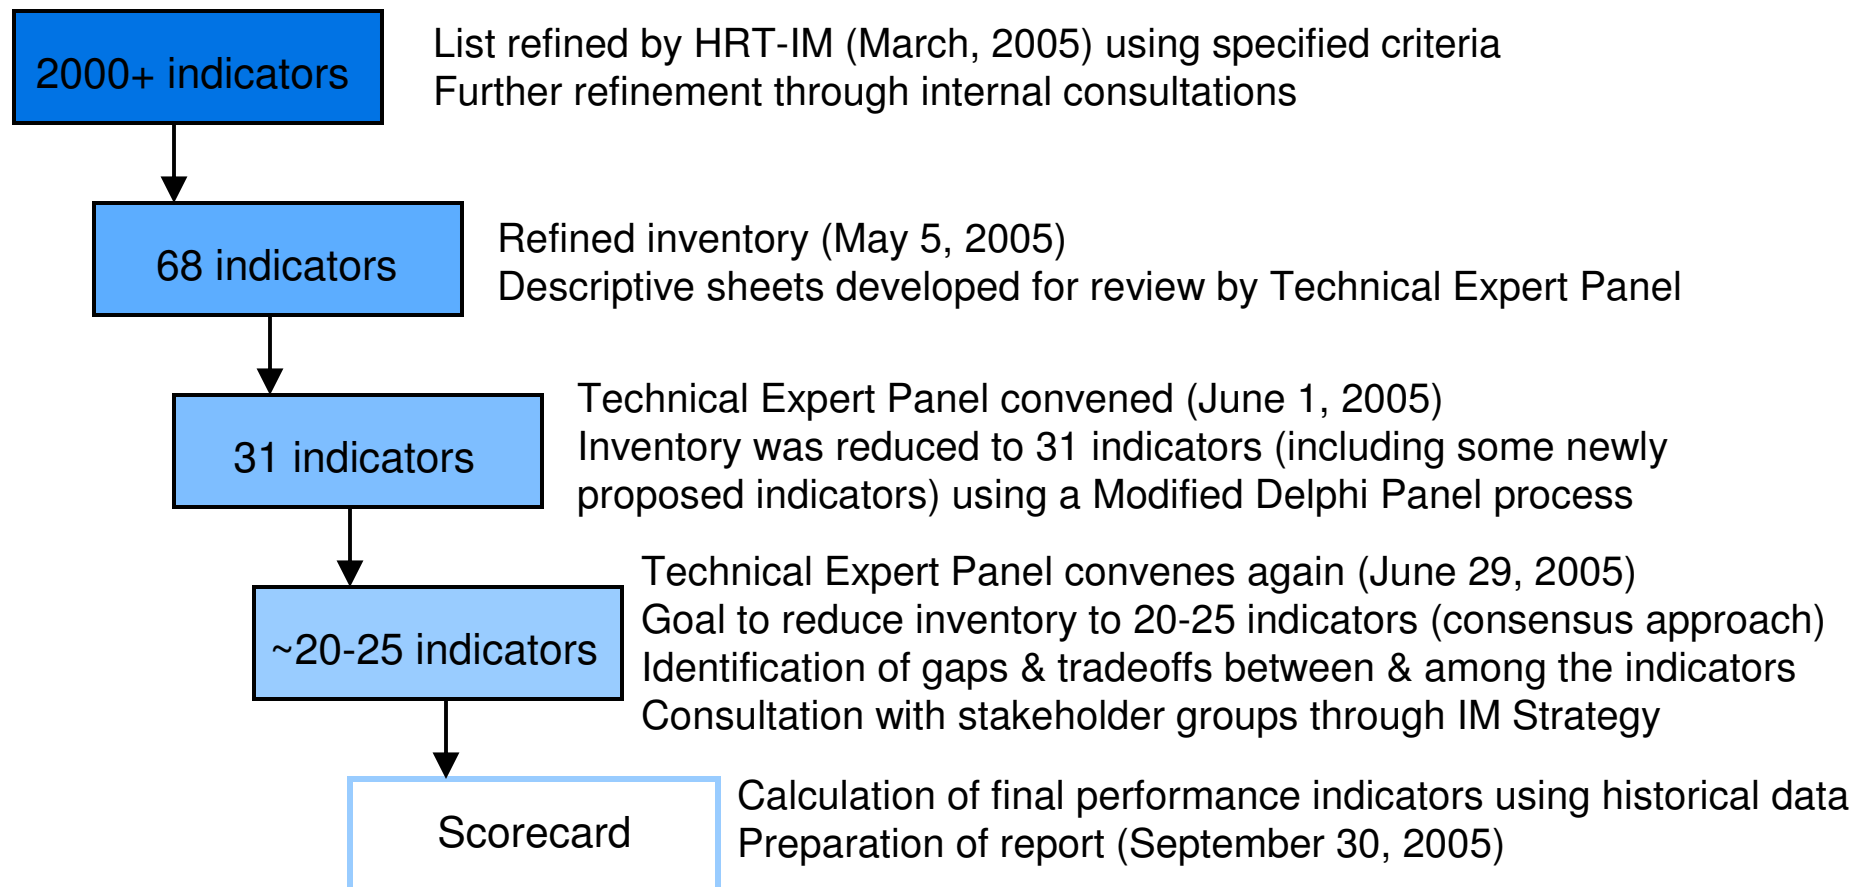 2000+ indicators
List refined by HRT-IM (March, 2005) using specified criteria
Further refinement through internal consultations
68 indicators
Refined inventory (May 5, 2005)
Descriptive sheets developed for review by Technical Expert Panel
31 indicators
Technical Expert Panel convened (June 1, 2005)
Inventory was reduced to 31 indicators (including some newly
proposed indicators) using a Modified Delphi Panel process
~20-25 indicators
Technical Expert Panel convenes again (June 29, 2005)
Goal to reduce inventory to 20-25 indicators (consensus approach)
Identification of gaps & tradeoffs between & among the indicators
Consultation with stakeholder groups through IM Strategy
Scorecard
Calculation of final performance indicators using historical data
Preparation of report (September 30, 2005)